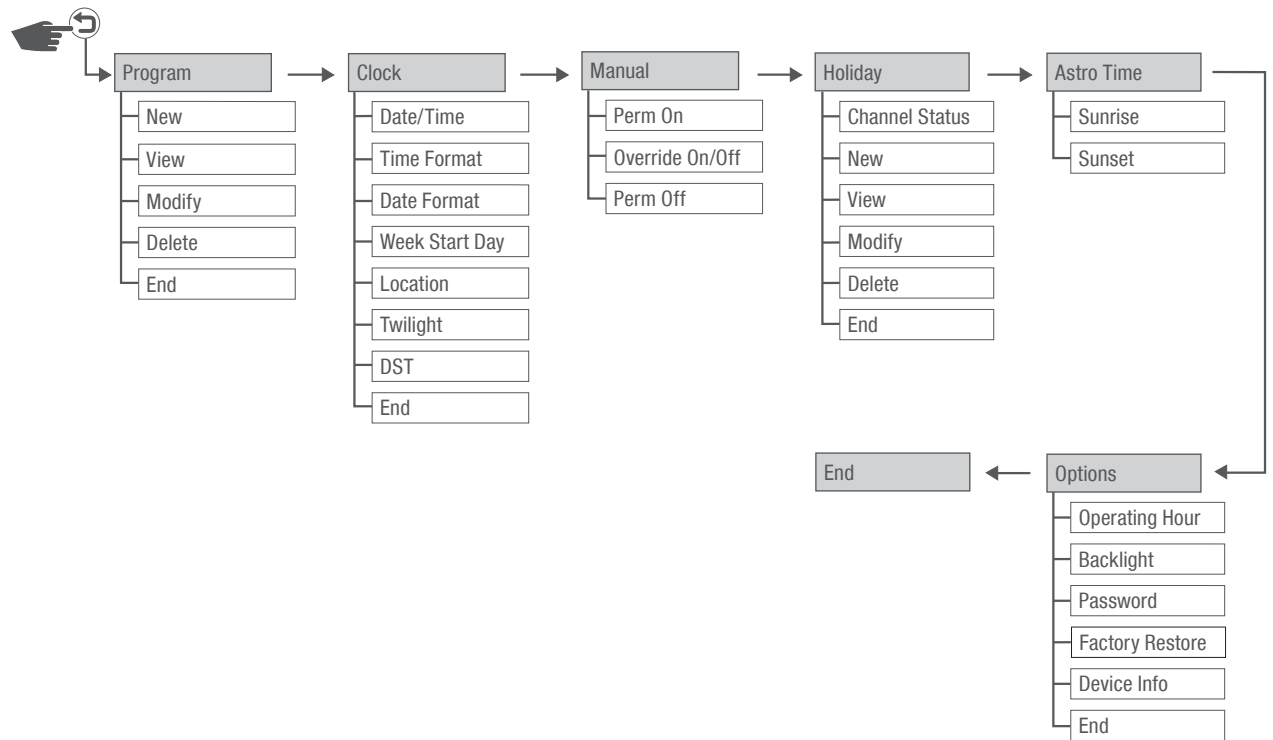 Program
New
View
Modify
Delete
End
Clock
Date/Time
Time Format
Date Format
Week Start Day
Location
Twilight
DST
End
Manual
Perm On
Override On/Off
Perm Off
Holiday
Channel Status
New
View
Modify
Delete
End
Astro Time
Sunrise
Sunset
Options
Operating Hour
Backlight
Password
Factory Restore
Device Info
End
End